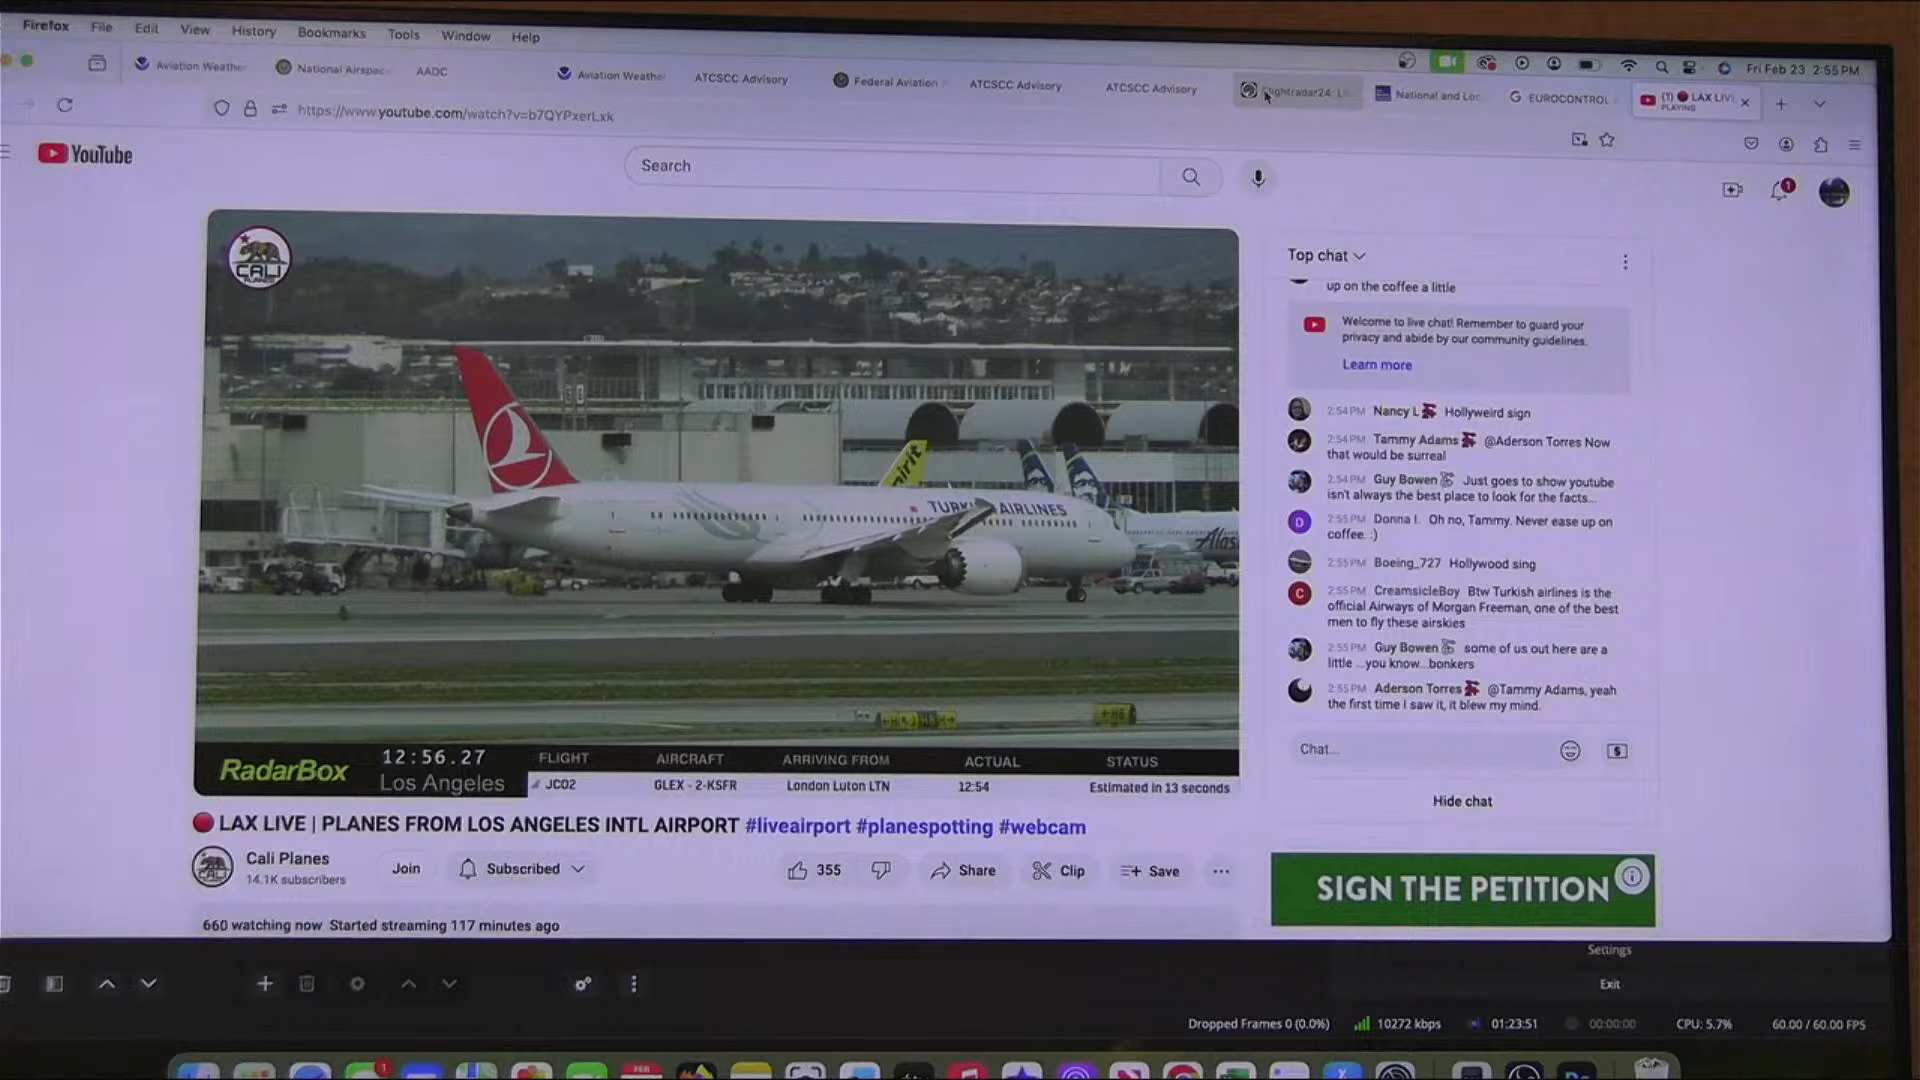 Firefox File Edit View History Bookmarks Tools Window Help
Fri Feb 23 2:55 PM
Aviation Weather National Airspac AADC Aviation Weathe ATCSCC Advisory Federal Aviation ATCSCC Advisory ATCSCC Advisory flightradar24: L National and Loc EUROCONTROL (1) LAX LIV
PLAYING
https://www.youtube.com/watch?v=b7QYPxerLxk
YouTube
Search
1
CALI
PLANES
spirit
TURKISH AIRLINES
Alas
RadarBox
12:56.27
Los Angeles
FLIGHT AIRCRAFT ARRIVING FROM ACTUAL STATUS
JC02 GLEX - 2-KSFR London Luton LTN 12:54 Estimated in 13 seconds
LAX LIVE | PLANES FROM LOS ANGELES INTL AIRPORT #liveairport #planespotting #webcam
Cali Planes
14.1K subscribers
Join
Subscribed
355
Share
Clip
Save
660 watching now Started streaming 117 minutes ago
Top chat
up on the coffee a little
Welcome to live chat! Remember to guard your
privacy and abide by our community guidelines.
Learn more
2:54 PM Nancy L Hollyweird sign
2:54 PM Tammy Adams @Aderson Torres Now
that would be surreal
2:54 PM Guy Bowen Just goes to show youtube
isn't always the best place to look for the facts...
D 2:55 PM Donna I. Oh no, Tammy. Never ease up on
coffee. :)
2:55 PM Boeing_727 Hollywood sing
C 2:55 PM CreamsicleBoy Btw Turkish airlines is the
official Airways of Morgan Freeman, one of the best
men to fly these airskies
2:55 PM Guy Bowen some of us out here are a
little ...you know...bonkers
2:55 PM Aderson Torres @Tammy Adams, yeah
the first time I saw it, it blew my mind.
Chat...
Hide chat
SIGN THE PETITION
Settings
Exit
Dropped Frames 0 (0.0%) 10272 kbps 01:23:51 00:00:00 CPU: 5.7% 60.00 / 60.00 FPS
1
FEB